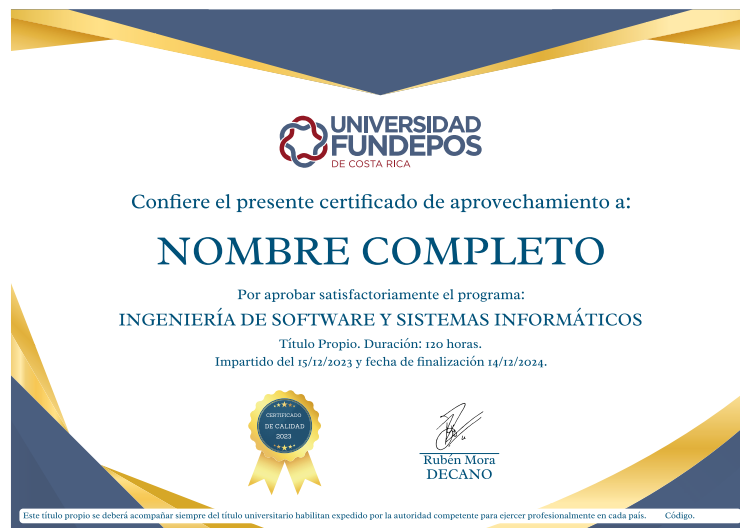 UNIVERSIDAD
FUNDEPOS
DE COSTA RICA
Confiere el presente certificado de aprovechamiento a:
NOMBRE COMPLETO
Por aprobar satisfactoriamente el programa:
INGENIERÍA DE SOFTWARE Y SISTEMAS INFORMÁTICOS
Título Propio. Duración: 120 horas.
Impartido del 15/12/2023 y fecha de finalización 14/12/2024.
CERTIFICADO
DE CALIDAD
2023
Rubén Mora
DECANO
Este título propio se deberá acompañar siempre del título universitario habilitan expedido por la autoridad competente para ejercer profesionalmente en cada país. Código.